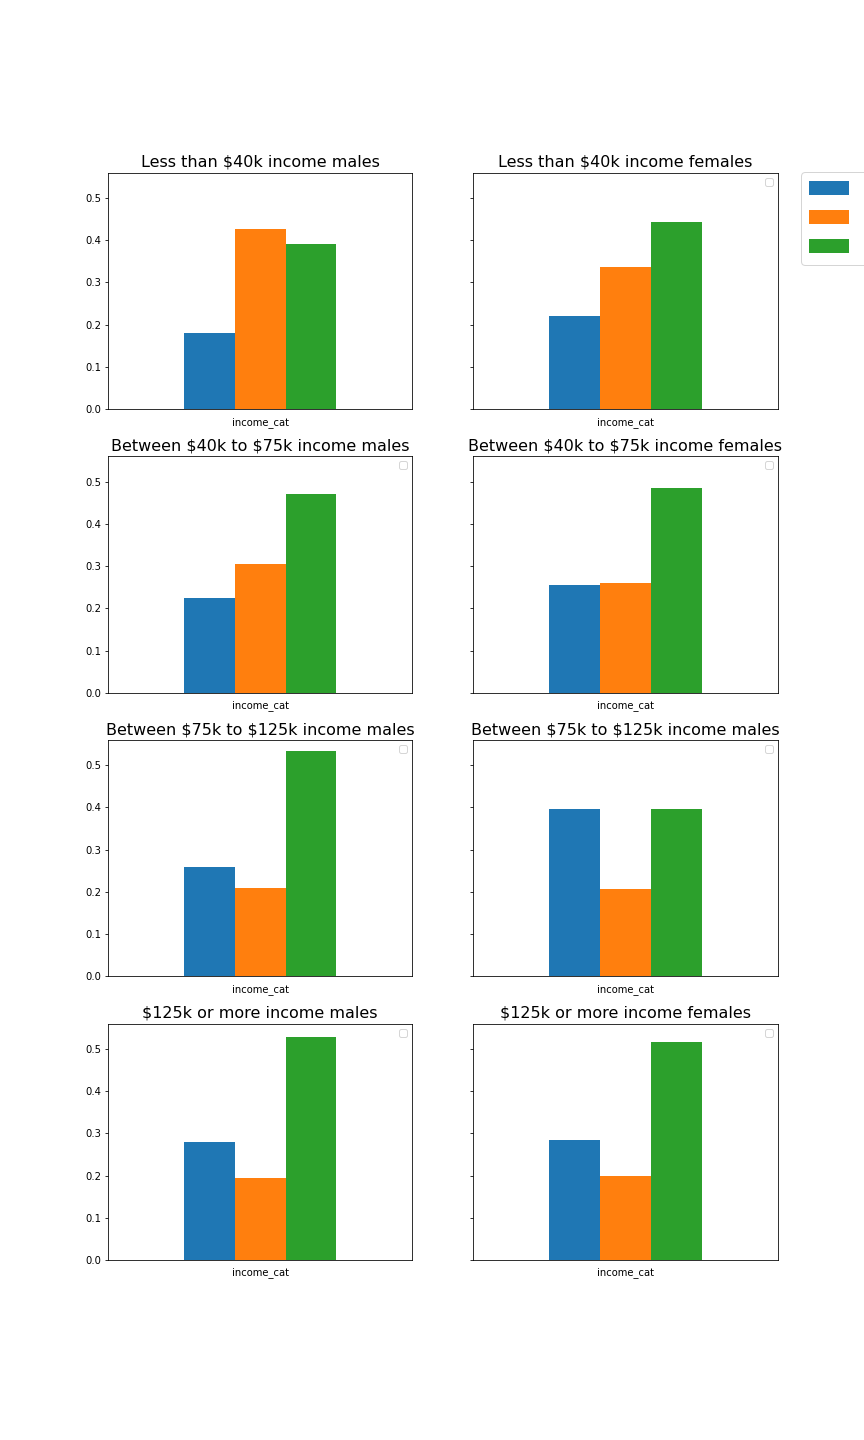 Less than $40k income males
Less than $40k income females
0.5
0.4
0.3
0.2
0.1
0.0
income_cat
income_cat
Between $40k to $75k income males
Between $40k to $75k income females
0.5
0.4
0.3
0.2
0.1
0.0
income_cat
income_cat
Between $75k to $125k income males
Between $75k to $125k income males
0.5
0.4
0.3
0.2
0.1
0.0
income_cat
income_cat
$125k or more income males
$125k or more income females
0.5
0.4
0.3
0.2
0.1
0.0
income_cat
income_cat